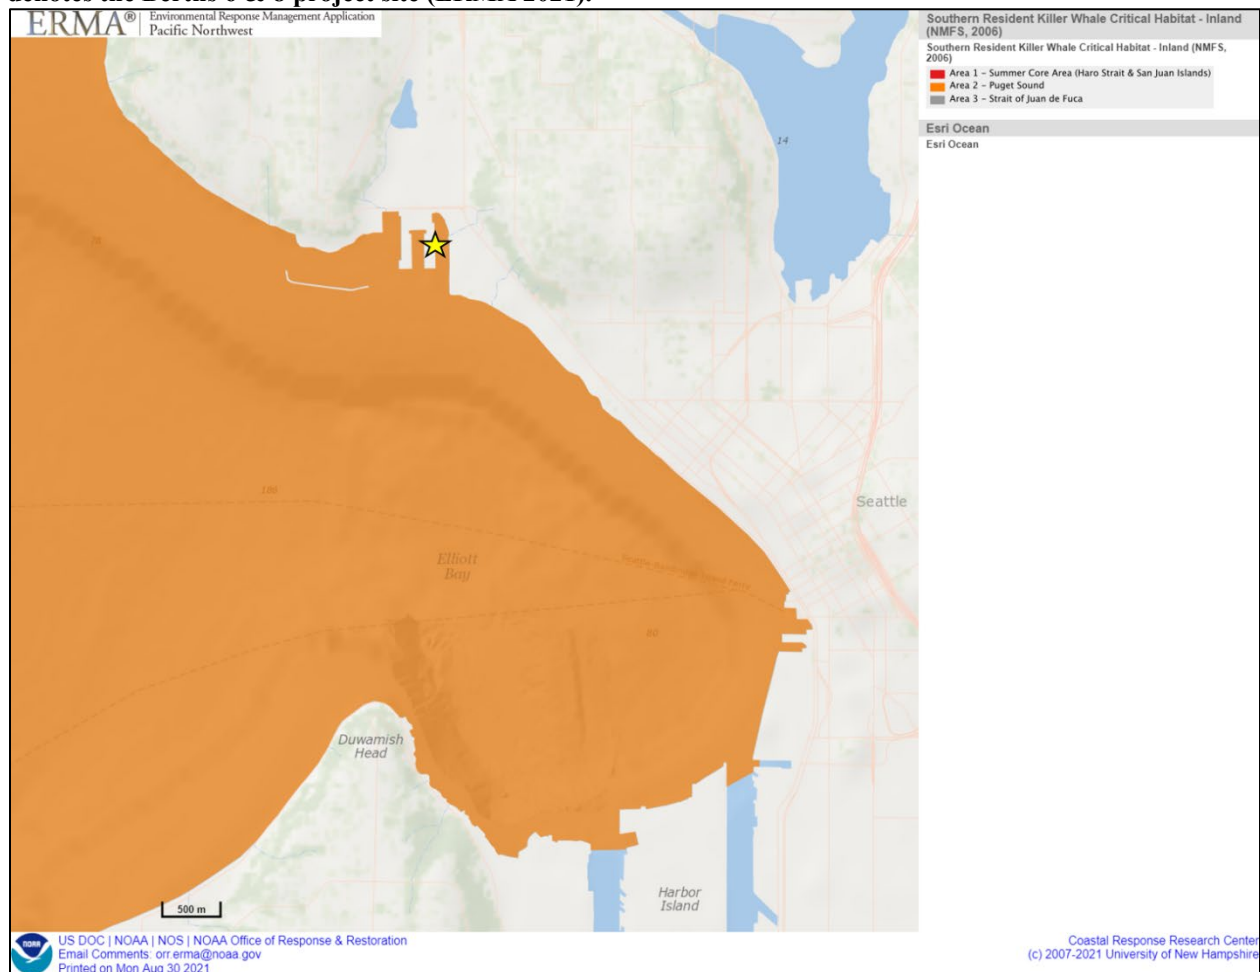 denotes the Berths 6 & 8 project site (ERMA 2021).
ERMA® Environmental Response Management Application
Pacific Northwest
Southern Resident Killer Whale Critical Habitat - Inland
(NMFS, 2006)
Southern Resident Killer Whale Critical Habitat - Inland (NMFS,
2006)
Area 1 - Summer Core Area (Haro Strait & San Juan Islands)
Area 2 - Puget Sound
Area 3 - Strait of Juan de Fuca
Esri Ocean
Esri Ocean
14
Seattle
Elliott
Bay
80
Duwamish
Head
Harbor
Island
500 m
NOAA
US DOC | NOAA | NOS | NOAA Office of Response & Restoration
Email Comments: orr.erma@noaa.gov
Printed on Mon Aug 30 2021
Coastal Response Research Center
(c) 2007-2021 University of New Hampshire